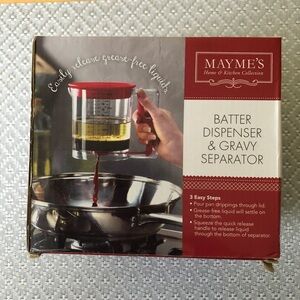 Easily release grease-free liquids.
MAYME'S
Home & Kitchen Collection
BATTER
DISPENSER
& GRAVY
SEPARATOR
3 Easy Steps
• Pour pan drippings through lid.
• Grease free liquid will settle on
the bottom.
• Squeeze the quick release
handle to release liquid
through the bottom of separator.